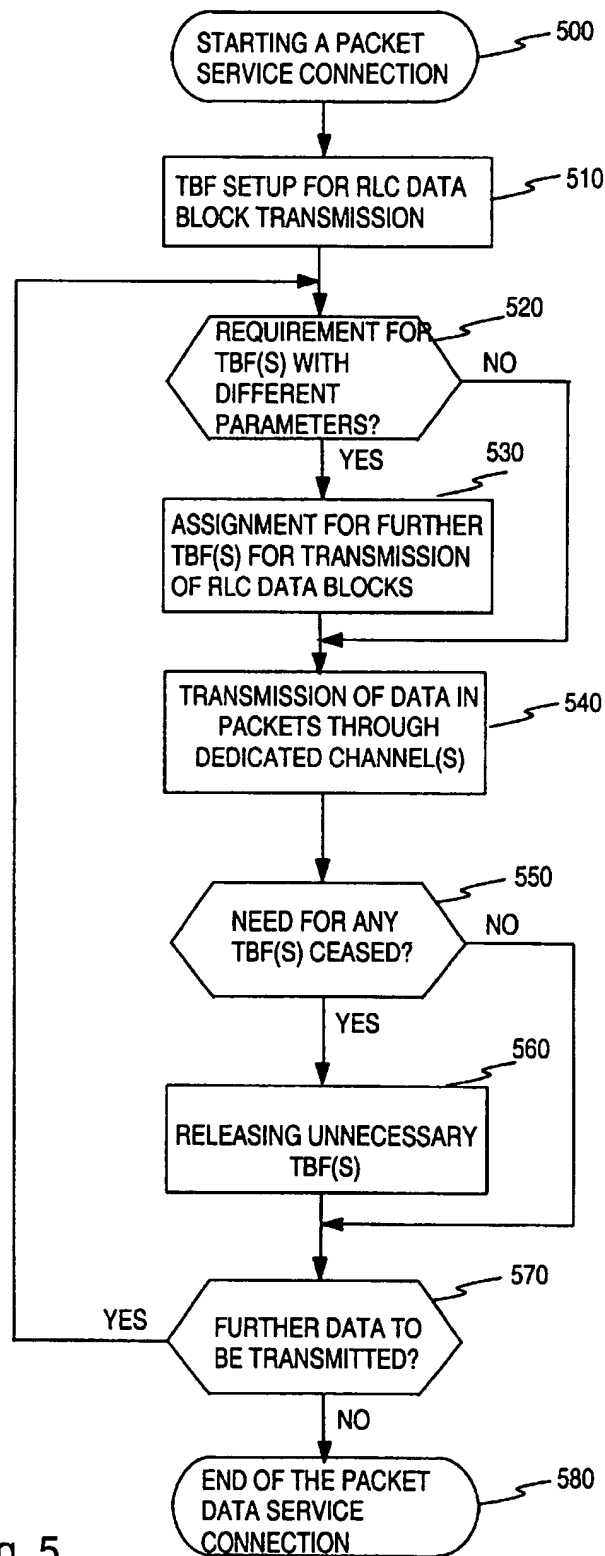 STARTING A PACKET
SERVICE CONNECTION
500
TBF SETUP FOR RLC DATA
BLOCK TRANSMISSION
510
REQUIREMENT FOR
TBF(S) WITH
DIFFERENT
PARAMETERS?
520
NO
YES
530
ASSIGNMENT FOR FURTHER
TBF(S) FOR TRANSMISSION
OF RLC DATA BLOCKS
TRANSMISSION OF DATA IN
PACKETS THROUGH
DEDICATED CHANNEL(S)
540
NEED FOR ANY
TBF(S) CEASED?
550
NO
YES
560
RELEASING UNNECESSARY
TBF(S)
570
YES
FURTHER DATA TO
BE TRANSMITTED?
NO
END OF THE PACKET
DATA SERVICE
CONNECTION
580